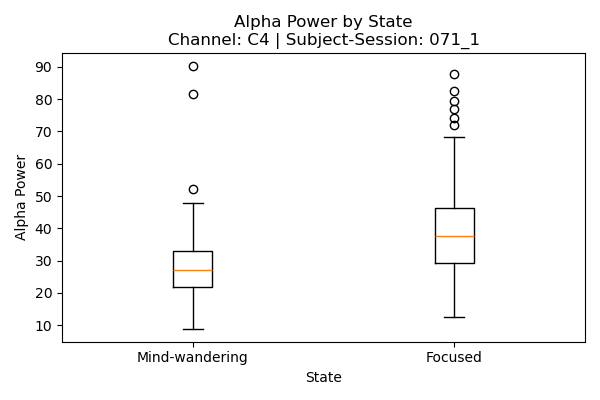 Alpha Power by State
Channel: C4 | Subject-Session: 071_1
90
80
70
60
50
40
30
20
10
Alpha Power
Mind-wandering
Focused
State